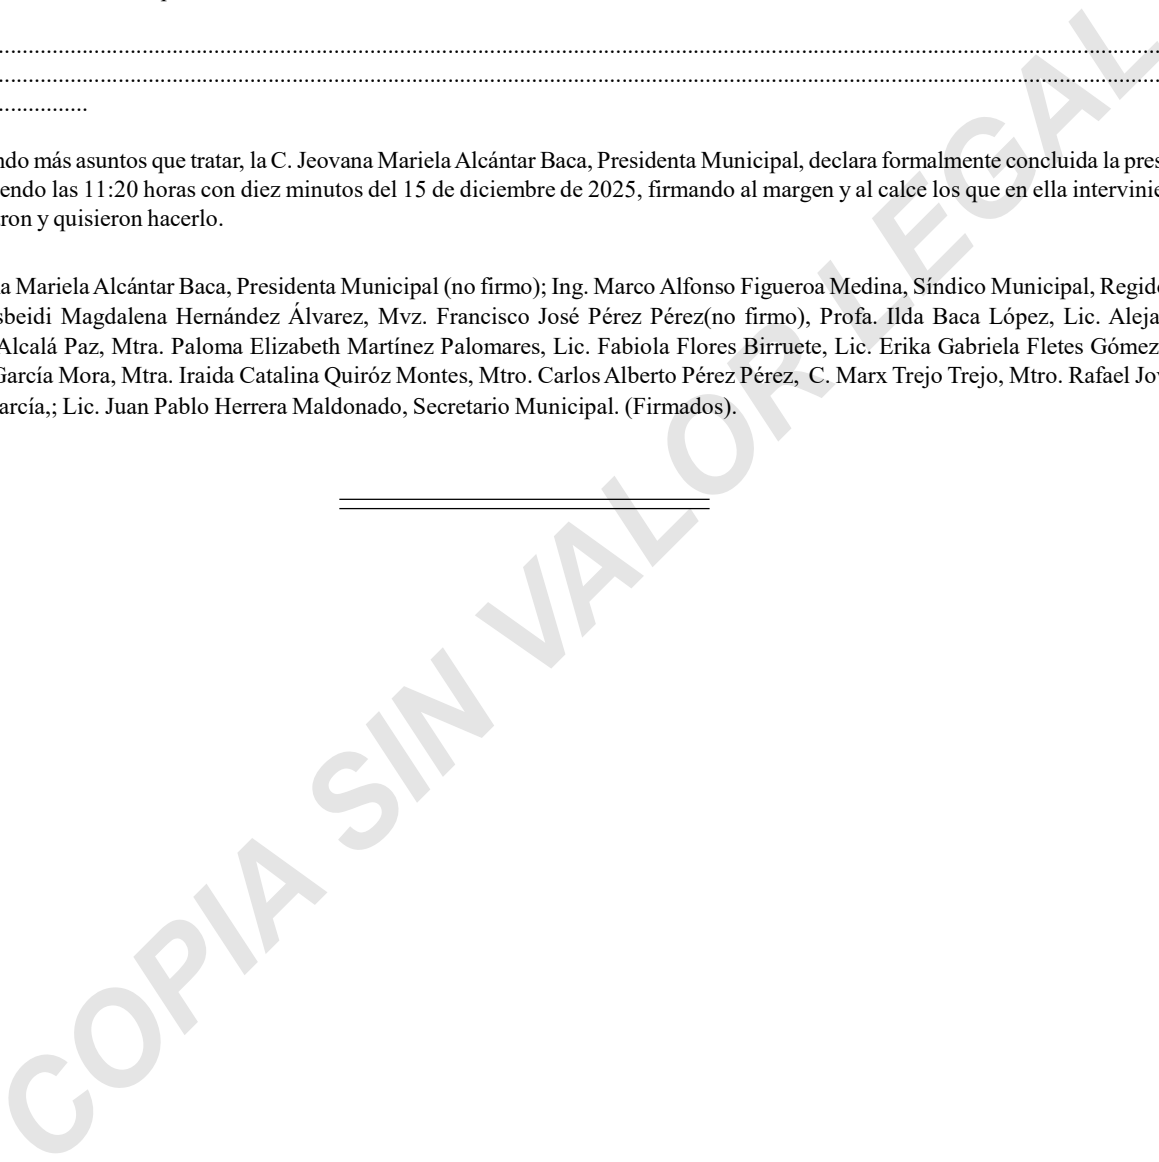 ........................................................................................................................................................................................................
........................................................................................................................................................................................................
...............
ndo más asuntos que tratar, la C. Jeovana Mariela Alcántar Baca, Presidenta Municipal, declara formalmente concluida la pres
endo las 11:20 horas con diez minutos del 15 de diciembre de 2025, firmando al margen y al calce los que en ella intervinie
ron y quisieron hacerlo.
a Mariela Alcántar Baca, Presidenta Municipal (no firmo); Ing. Marco Alfonso Figueroa Medina, Síndico Municipal, Regido
sbeidi Magdalena Hernández Álvarez, Mvz. Francisco José Pérez Pérez(no firmo), Profa. Ilda Baca López, Lic. Aleja
Alcalá Paz, Mtra. Paloma Elizabeth Martínez Palomares, Lic. Fabiola Flores Birruete, Lic. Erika Gabriela Fletes Gómez
García Mora, Mtra. Iraida Catalina Quiróz Montes, Mtro. Carlos Alberto Pérez Pérez, C. Marx Trejo Trejo, Mtro. Rafael Jov
arcía,; Lic. Juan Pablo Herrera Maldonado, Secretario Municipal. (Firmados).
COPIA SIN VALOR LEGAL